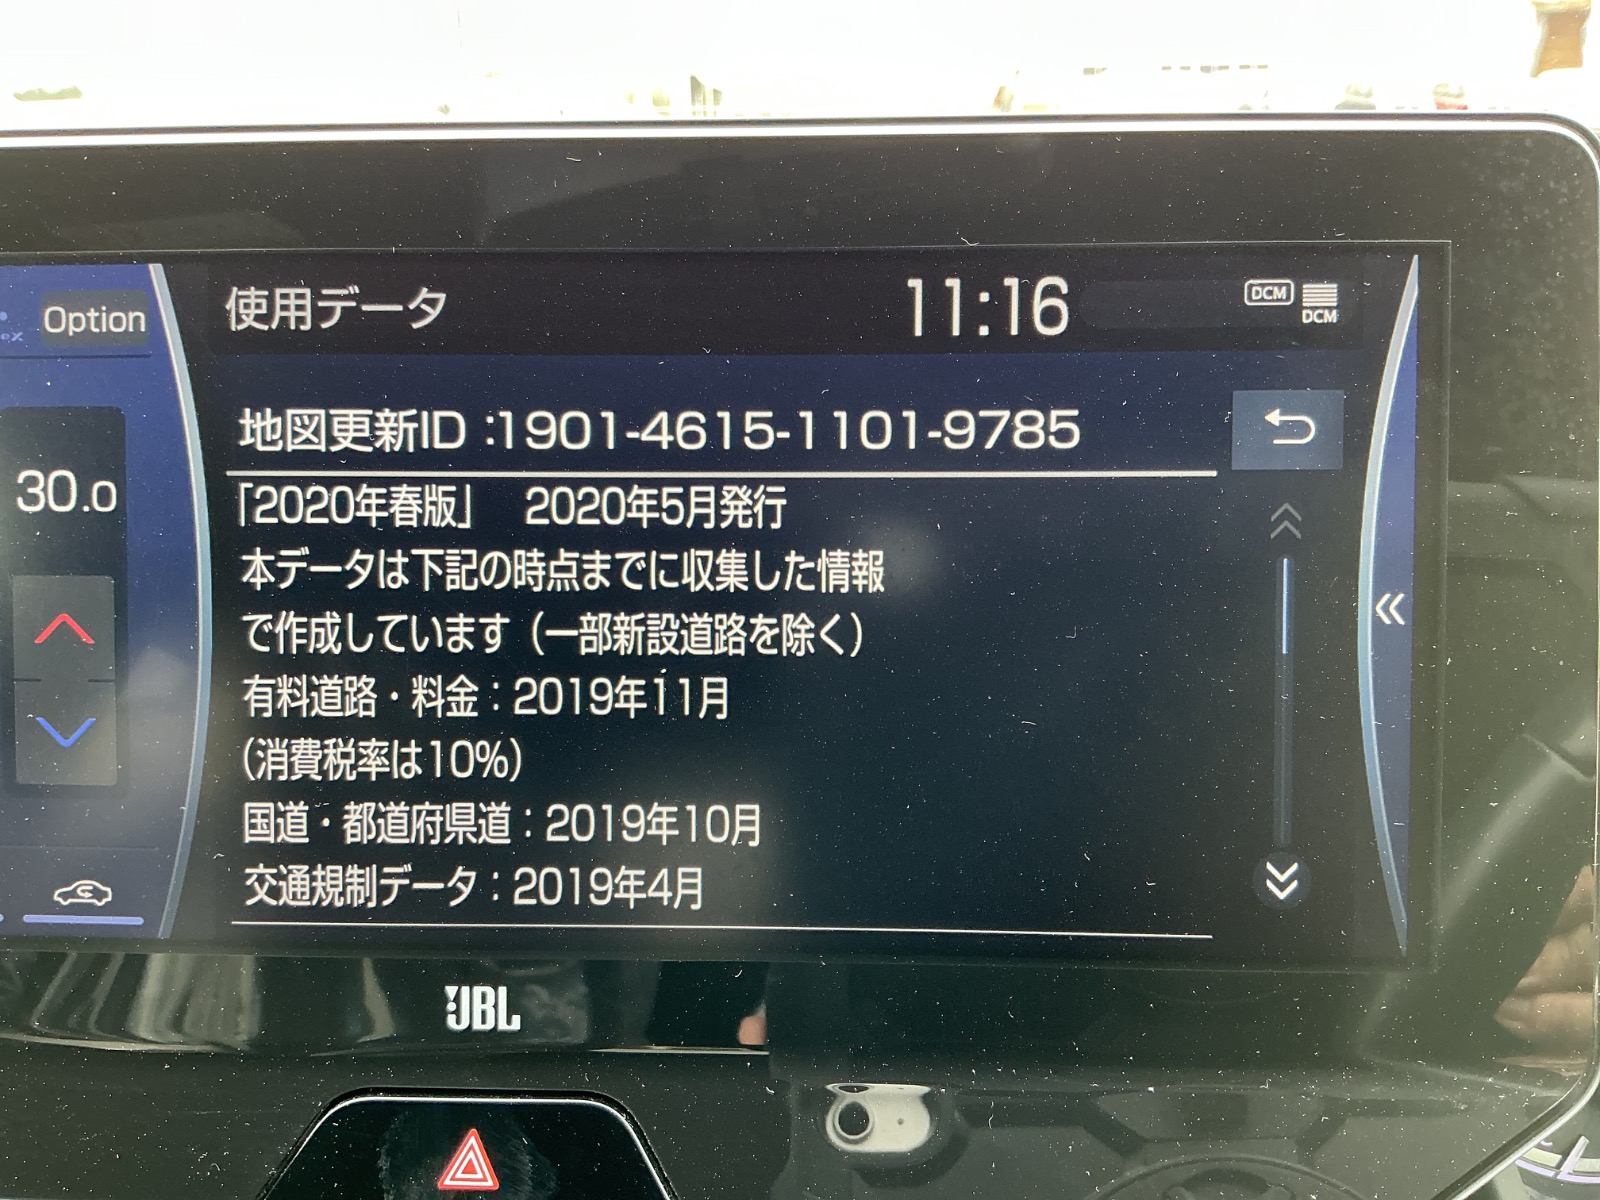 Option
使用データ
11:16
DCM
DCM
地図更新ID :1901-4615-1101-9785
「2020年春版」　2020年5月発行
本データは下記の時点までに収集した情報
で作成しています（一部新設道路を除く）
有料道路・料金：2019年11月
（消費税率は10%）
国道・都道府県道：2019年10月
交通規制データ：2019年4月
30.0
JBL